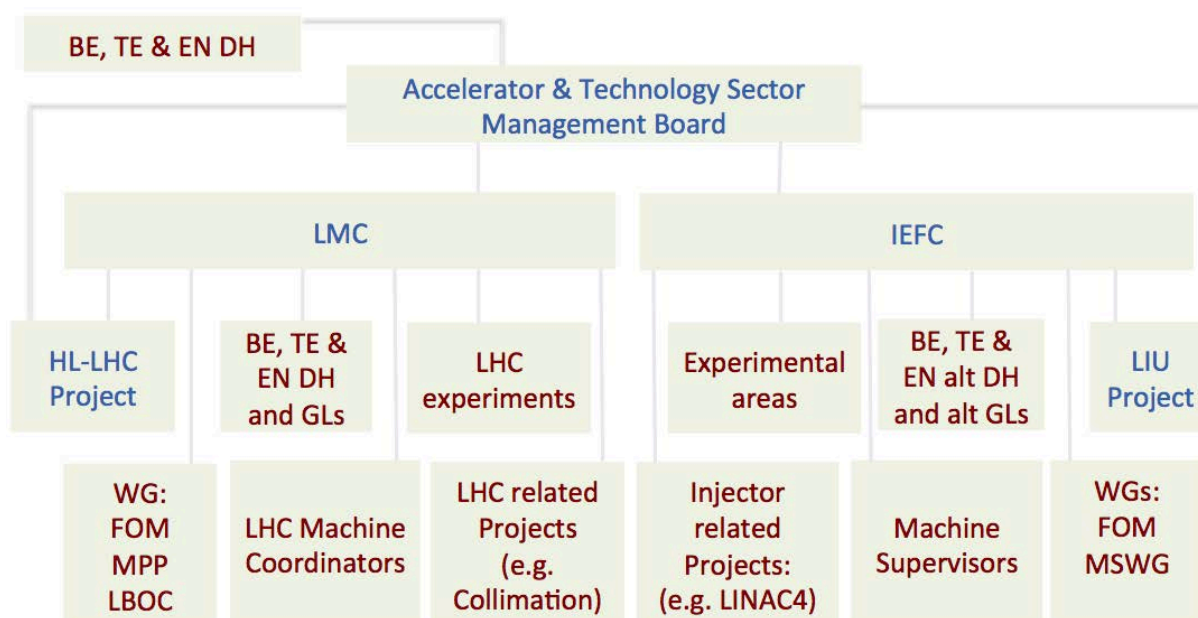 BE, TE & EN DH
Accelerator & Technology Sector
Management Board
LMC
IEFC
HL-LHC
Project
BE, TE &
EN DH
and GLs
LHC
experiments
Experimental
areas
BE, TE &
EN alt DH
and alt GLs
LIU
Project
WG:
FOM
MPP
LBOC
LHC Machine
Coordinators
LHC related
Projects
(e.g.
Collimation)
Injector
related
Projects:
(e.g. LINAC4)
Machine
Supervisors
WGs:
FOM
MSWG